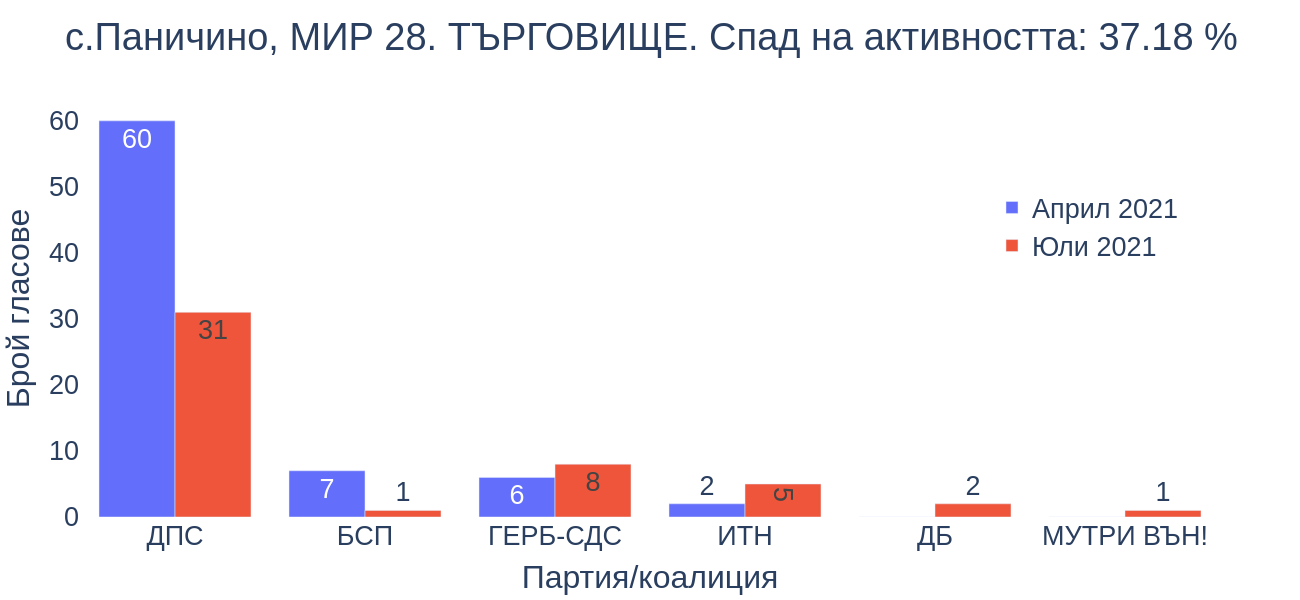 с.Паничино, МИР 28. ТЪРГОВИЩЕ. Спад на активността: 37.18 %
Брой гласове
60
50
40
30
20
10
0
60
31
7
1
6
8
2
5
2
1
Април 2021
Юли 2021
ДПС
БСП
ГЕРБ-СДС
ИТН
ДБ
МУТРИ ВЪН!
Партия/коалиция